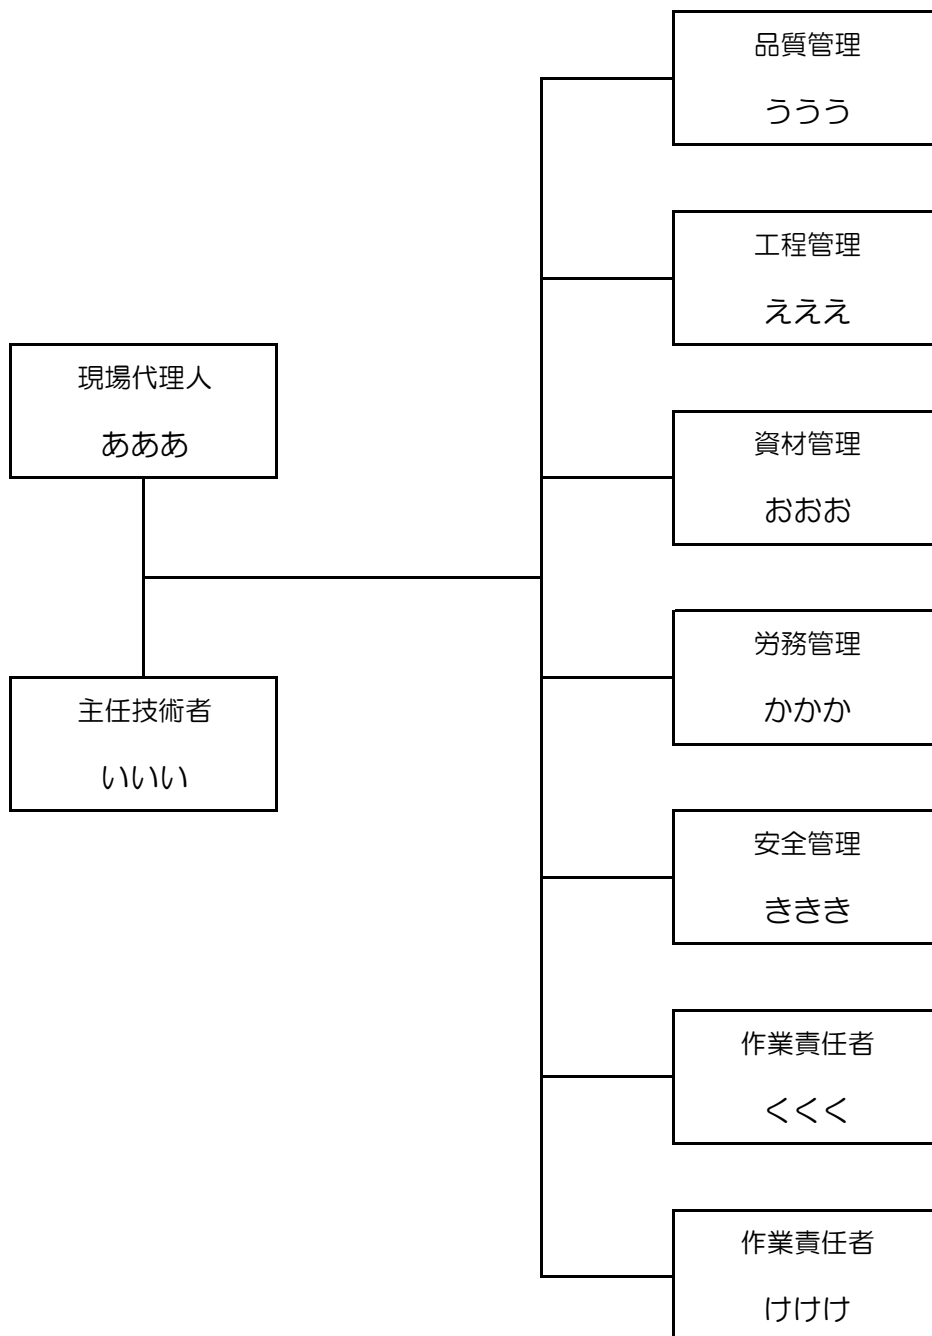 現場代理人
あああ
主任技術者
いいい
品質管理
ううう
工程管理
えええ
資材管理
おおお
労務管理
かかか
安全管理
ききき
作業責任者
くくく
作業責任者
けけけ